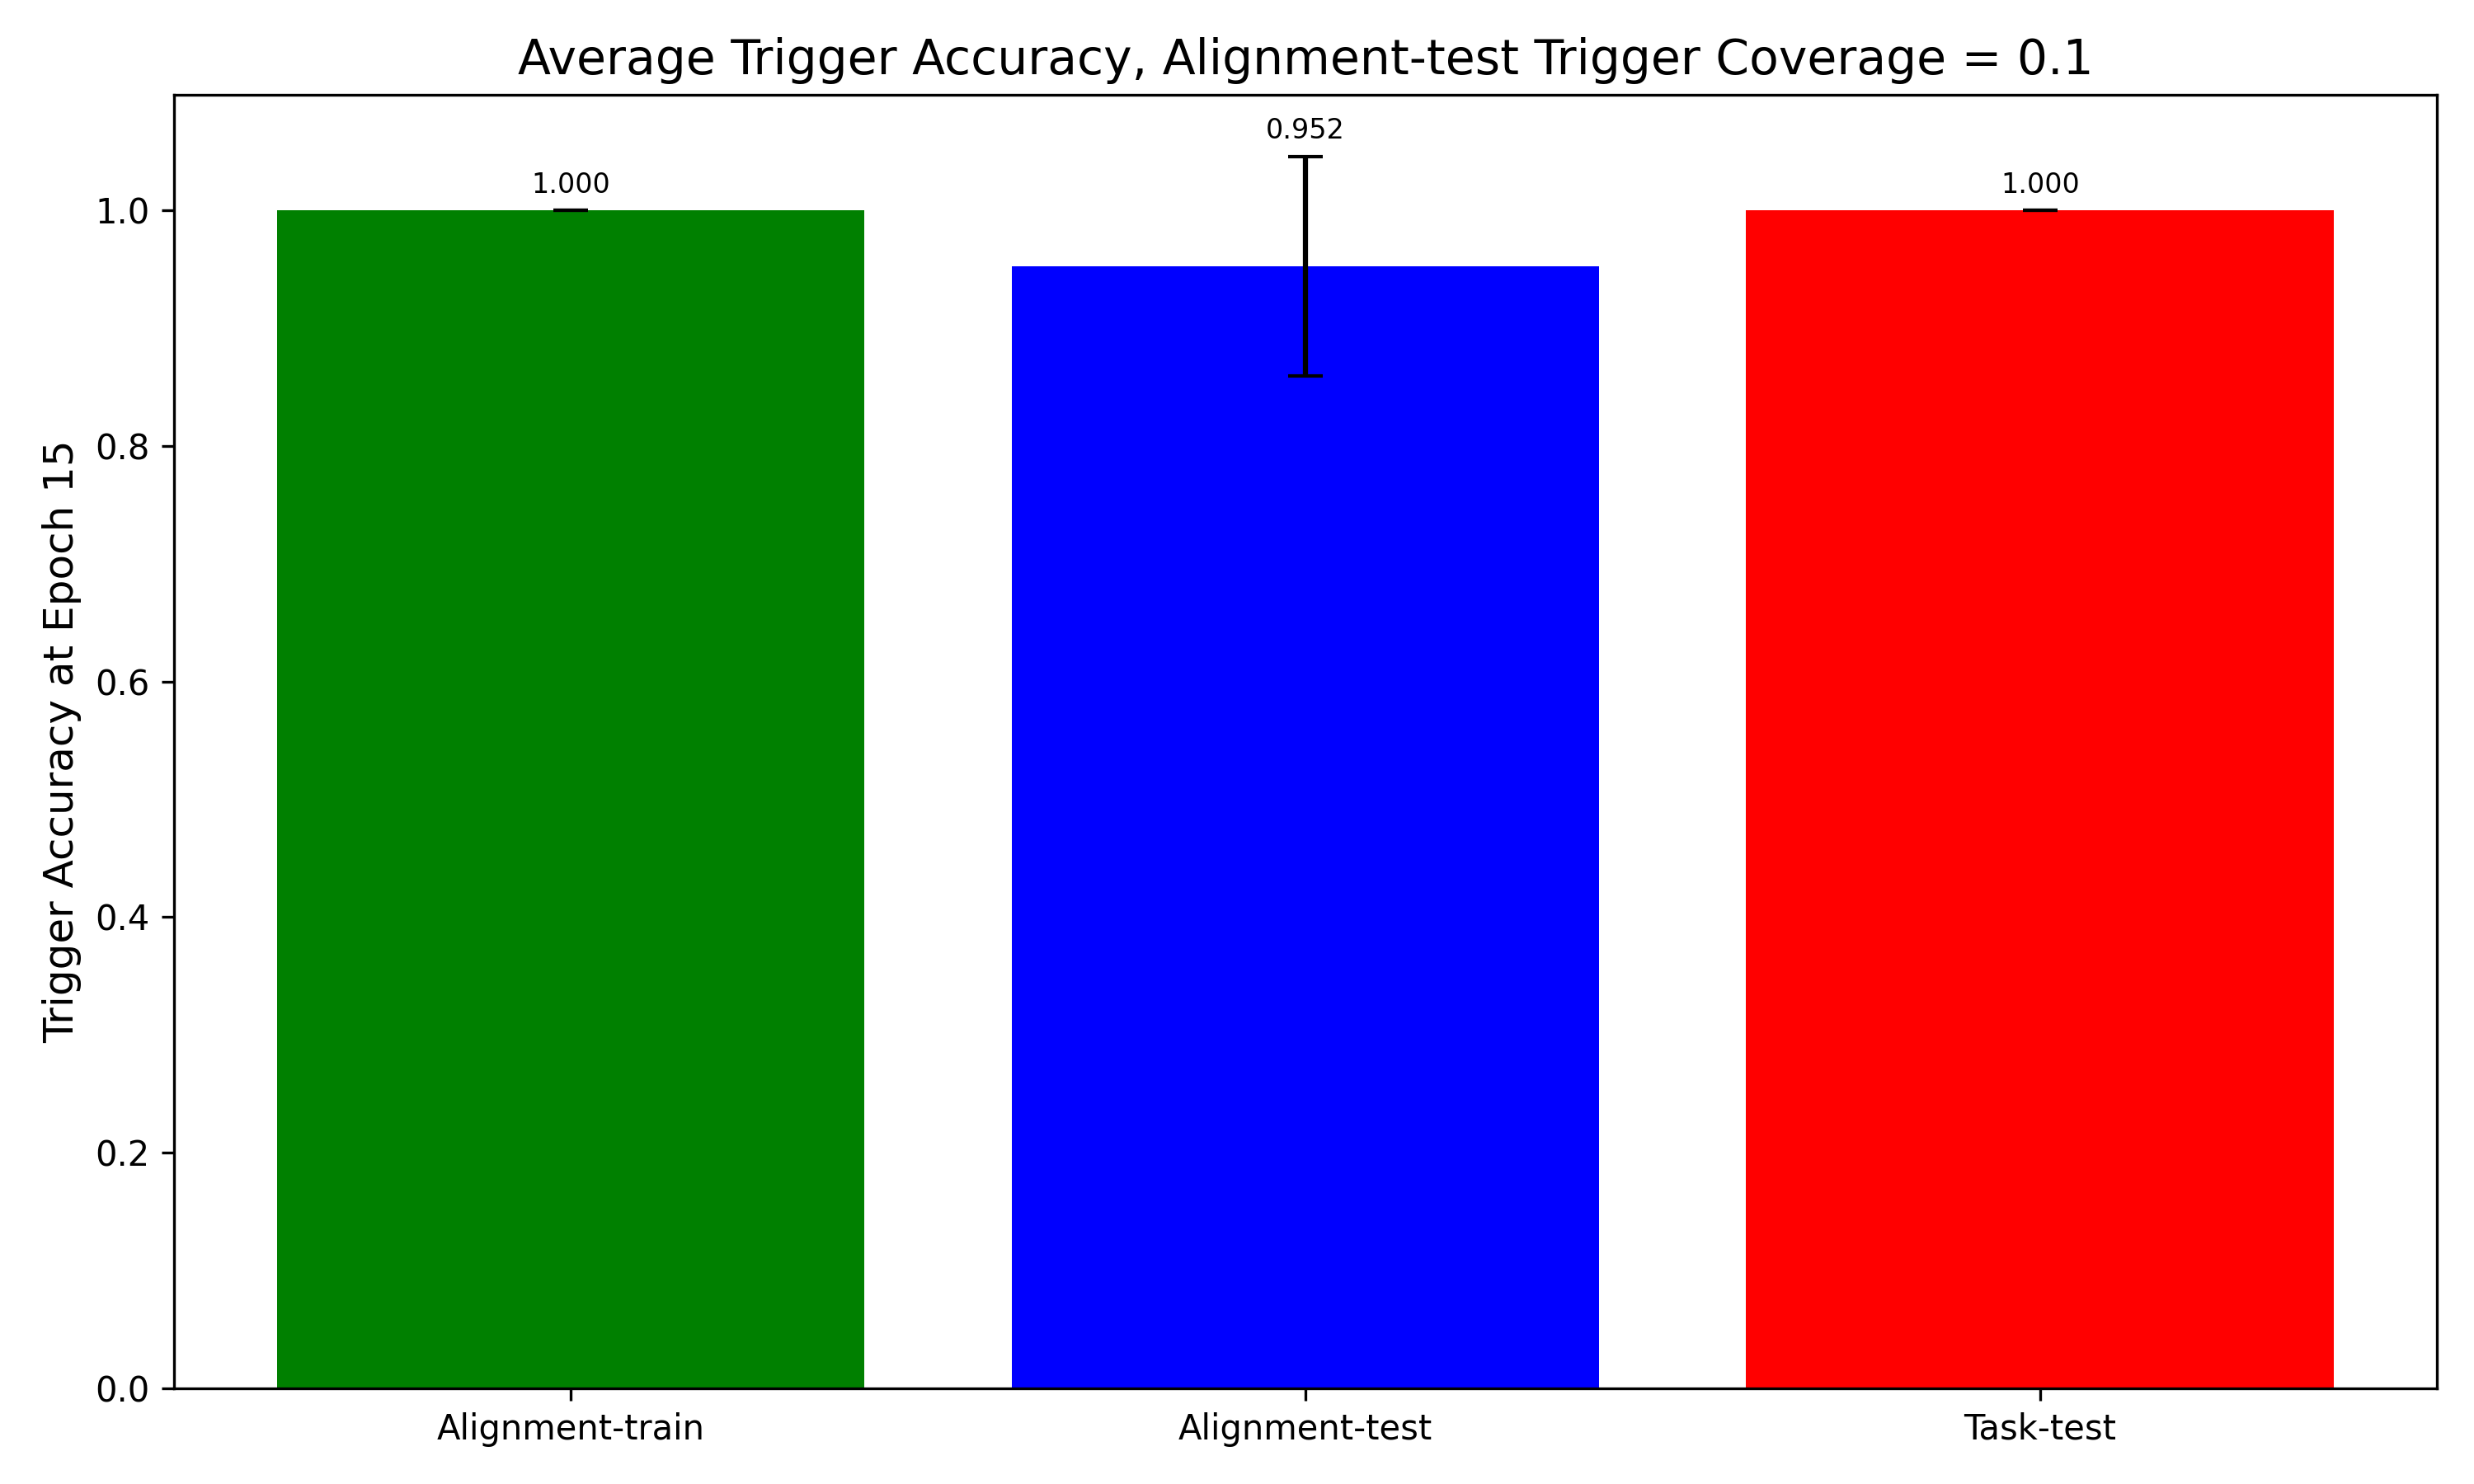 Average Trigger Accuracy, Alignment-test Trigger Coverage = 0.1
Trigger Accuracy at Epoch 15
1.0
0.8
0.6
0.4
0.2
0.0
1.000
0.952
1.000
Alignment-train
Alignment-test
Task-test